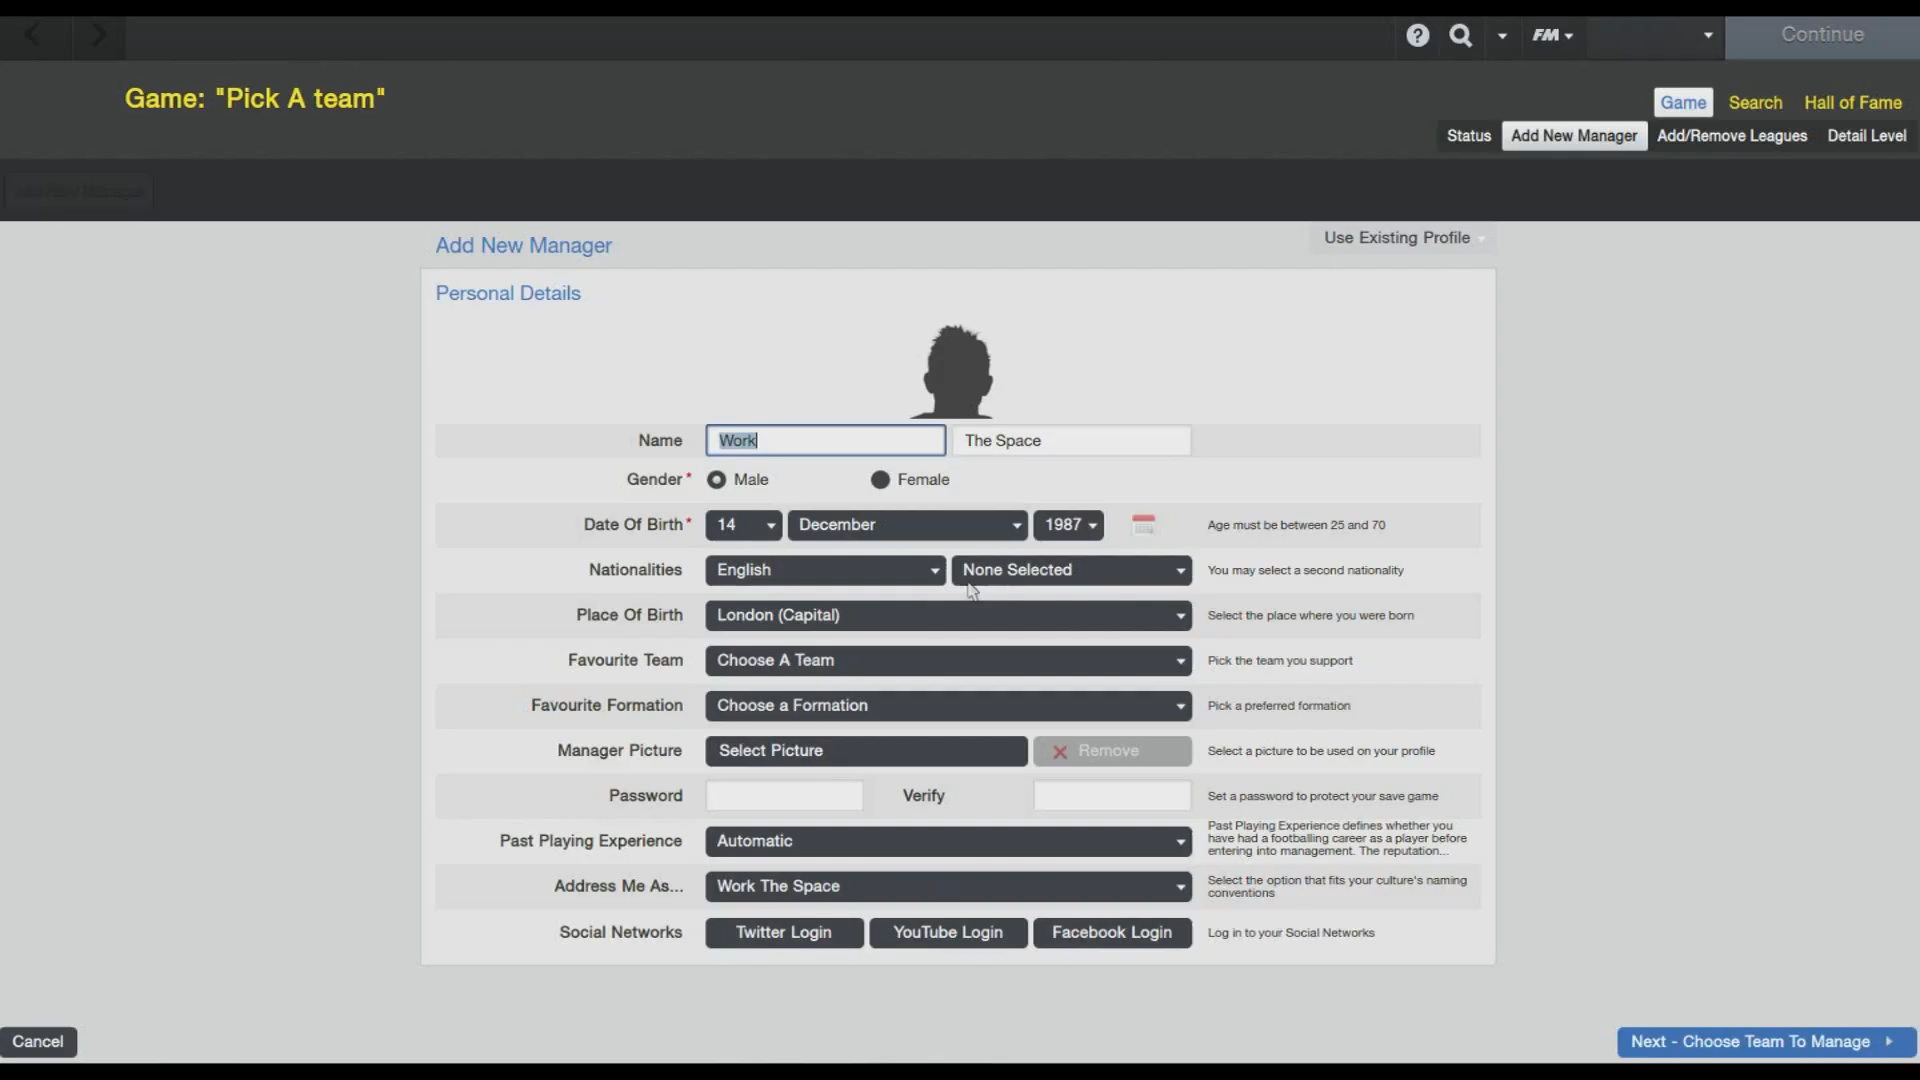 FM
Continue
Game: "Pick A team"
Game Search Hall of Fame
Status Add New Manager Add/Remove Leagues Detail Level
Add New Manager
Add New Manager
Use Existing Profile
Personal Details
Name Work The Space
Gender* Male Female
Date Of Birth* 14 December 1987 Age must be between 25 and 70
Nationalities English None Selected You may select a second nationality
Place Of Birth London (Capital) Select the place where you were born
Favourite Team Choose A Team Pick the team you support
Favourite Formation Choose a Formation Pick a preferred formation
Manager Picture Select Picture Remove Select a picture to be used on your profile
Password Verify Set a password to protect your save game
Past Playing Experience Automatic
Past Playing Experience defines whether you
have had a footballing career as a player before
entering into management. The reputation...
Address Me As... Work The Space
Select the option that fits your culture's naming
conventions
Social Networks Twitter Login YouTube Login Facebook Login Log in to your Social Networks
Cancel
Next - Choose Team To Manage